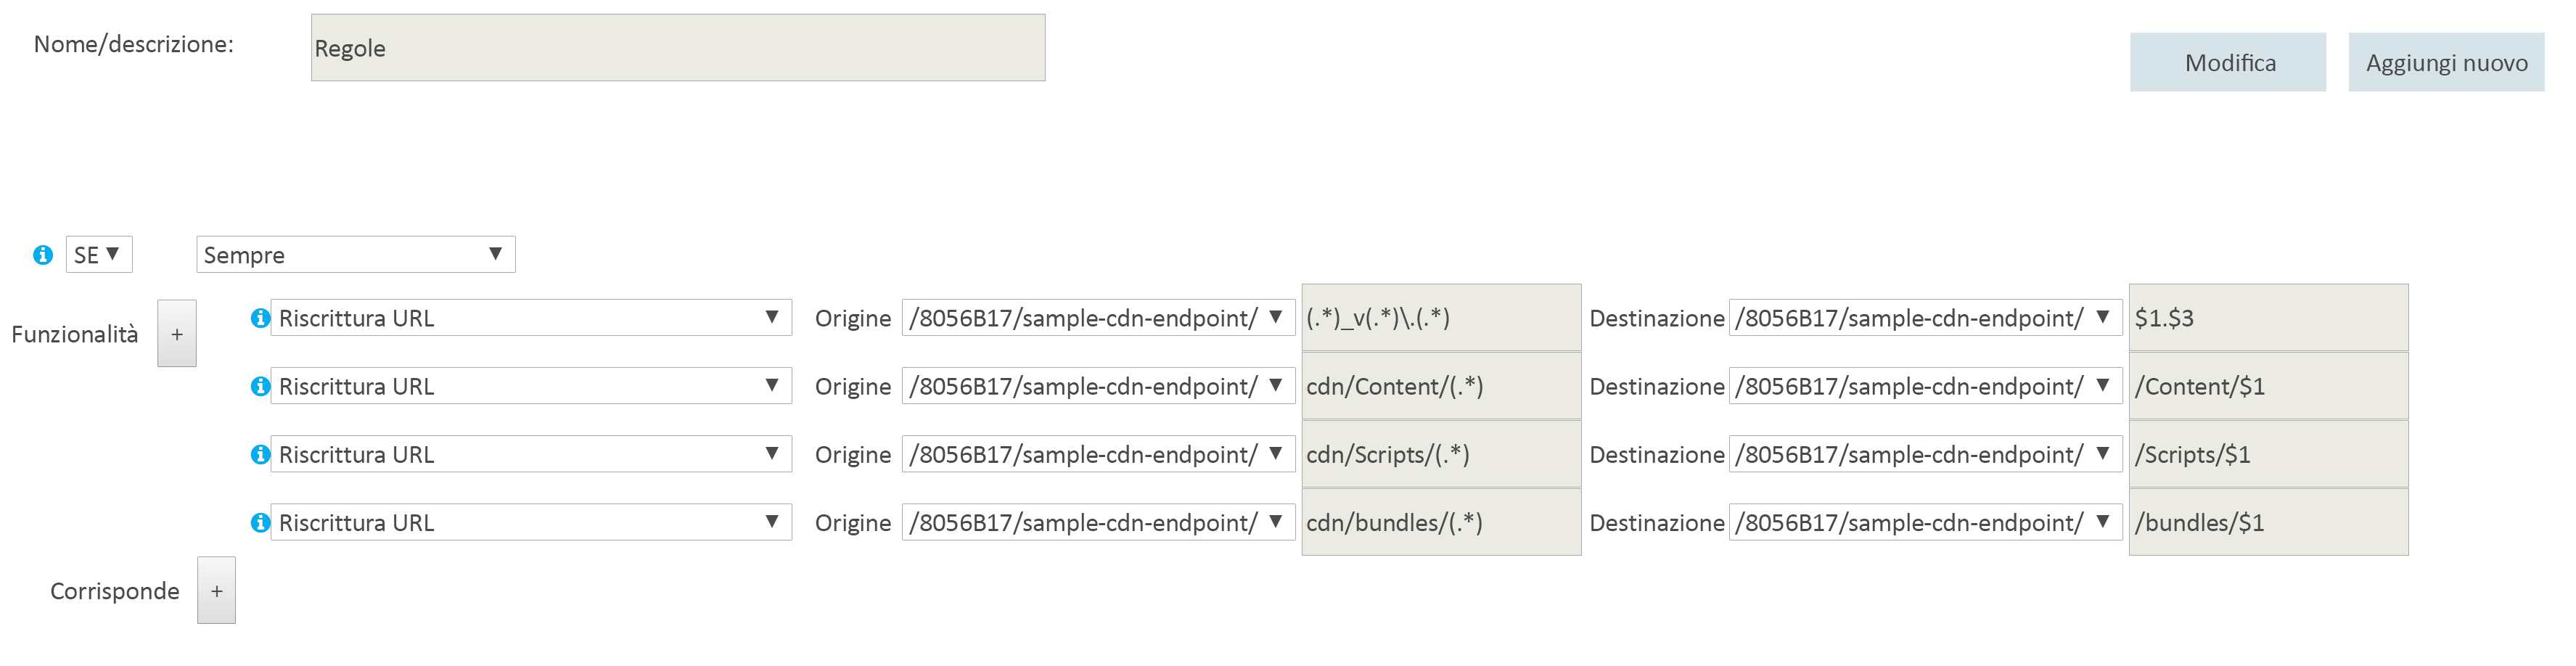 Nome/descrizione: Regole Modifica Aggiungi nuovo
SE Sempre
Funzionalità + Riscrittura URL Origine /8056B17/sample-cdn-endpoint/ (.*)_v(.*)\.(.*) Destinazione /8056B17/sample-cdn-endpoint/ $1.$3
Riscrittura URL Origine /8056B17/sample-cdn-endpoint/ cdn/Content/(.*) Destinazione /8056B17/sample-cdn-endpoint/ /Content/$1
Riscrittura URL Origine /8056B17/sample-cdn-endpoint/ cdn/Scripts/(.*) Destinazione /8056B17/sample-cdn-endpoint/ /Scripts/$1
Riscrittura URL Origine /8056B17/sample-cdn-endpoint/ cdn/bundles/(.*) Destinazione /8056B17/sample-cdn-endpoint/ /bundles/$1
Corrisponde +